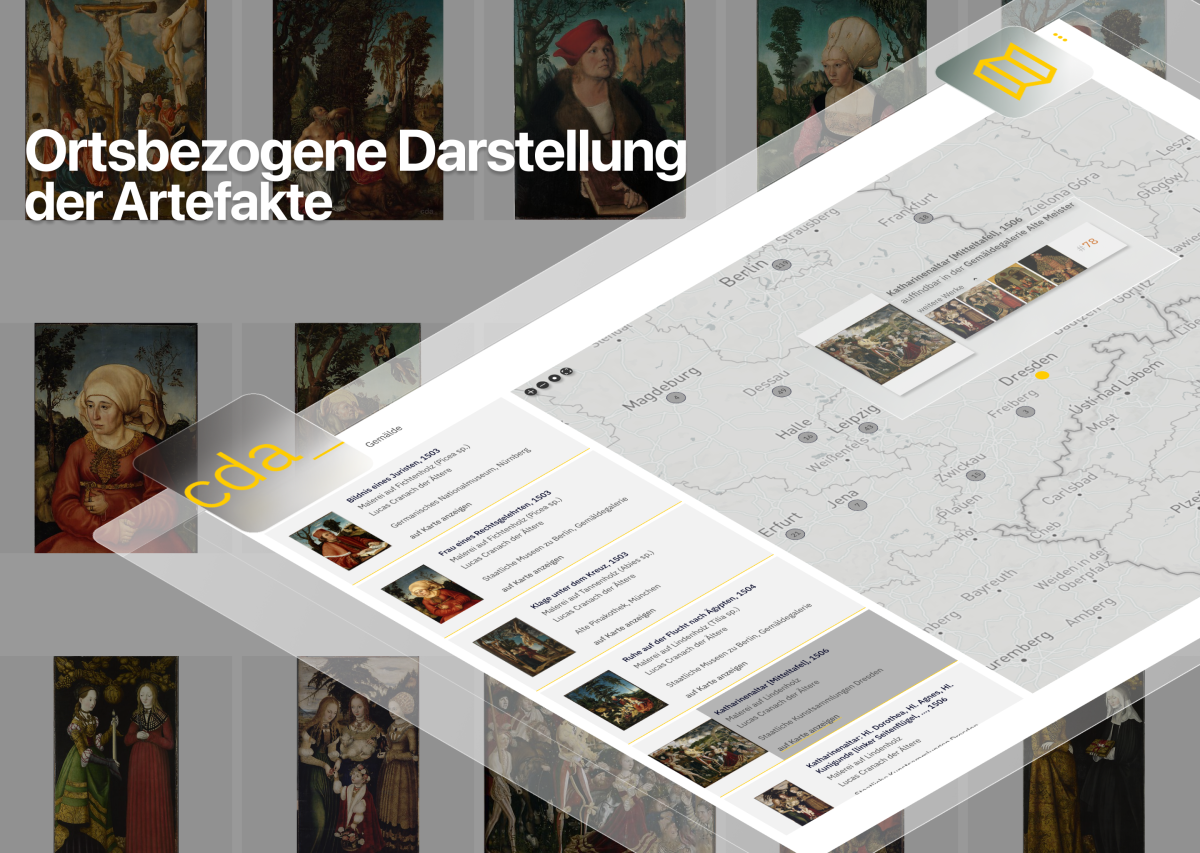 Ortsbezogene Darstellung
der Artefakte
cda_
Gemälde
Bildnis eines Juristen, 1503
Malerei auf Fichtenholz (Picea sp.)
Lucas Cranach der Ältere
Germanisches Nationalmuseum, Nürnberg
auf Karte anzeigen
Frau eines Rechtsgelehrten, 1503
Malerei auf Fichtenholz (Picea sp.)
Lucas Cranach der Ältere
Staatliche Museen zu Berlin, Gemäldegalerie
auf Karte anzeigen
Klage unter dem Kreuz, 1503
Malerei auf Tannenholz (Abies sp.)
Lucas Cranach der Ältere
Alte Pinakothek, München
auf Karte anzeigen
Ruhe auf der Flucht nach Ägypten, 1504
Malerei auf Lindenholz (Tilia sp.)
Lucas Cranach der Ältere
Staatliche Museen zu Berlin, Gemäldegalerie
auf Karte anzeigen
Katharinenaltar [Mitteltafel], 1506
Malerei auf Lindenholz
Lucas Cranach der Ältere
Staatliche Kunstsammlungen Dresden
auf Karte anzeigen
Katharinenaltar: Hl. Dorothea, Hl. Agnes, Hl.
Kunigunde [linker Seitenflügel, ..., 1506
Malerei auf Lindenholz
Lucas Cranach der Ältere
Katharinenaltar [Mitteltafel], 1506
auffindbar in der Gemäldegalerie Alte Meister
weitere Werke
78
Strausberg
Frankfurt
Zielona Góra
Głogów
Berlin
Magdeburg
4
Dessau
Halle
Leipzig
Weißenfels
Dresden
Freiberg
3
Ústí nad Labem
Most
Zwickau
Jena
7
Erfurt
Plauen
Carlsbad
Cheb
Bayreuth
Weiden in der
Oberpfalz
Amberg